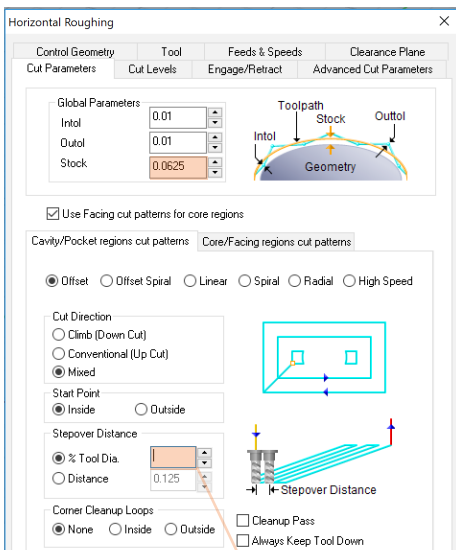 Horizontal Roughing
Control Geometry Tool Feeds & Speeds Clearance Plane
Cut Parameters Cut Levels Engage/Retract Advanced Cut Parameters
Global Parameters
Intol 0.01
Outol 0.01
Stock 0.0625
Toolpath
Stock
Outtol
Intol
Geometry
Use Facing cut patterns for core regions
Cavity/Pocket regions cut patterns Core/Facing regions cut patterns
Offset Offset Spiral Linear Spiral Radial High Speed
Cut Direction
Climb (Down Cut)
Conventional (Up Cut)
Mixed
Start Point
Inside Outside
Stepover Distance
% Tool Dia.
Distance 0.125
Stepover Distance
Corner Cleanup Loops
None Inside Outside
Cleanup Pass
Always Keep Tool Down